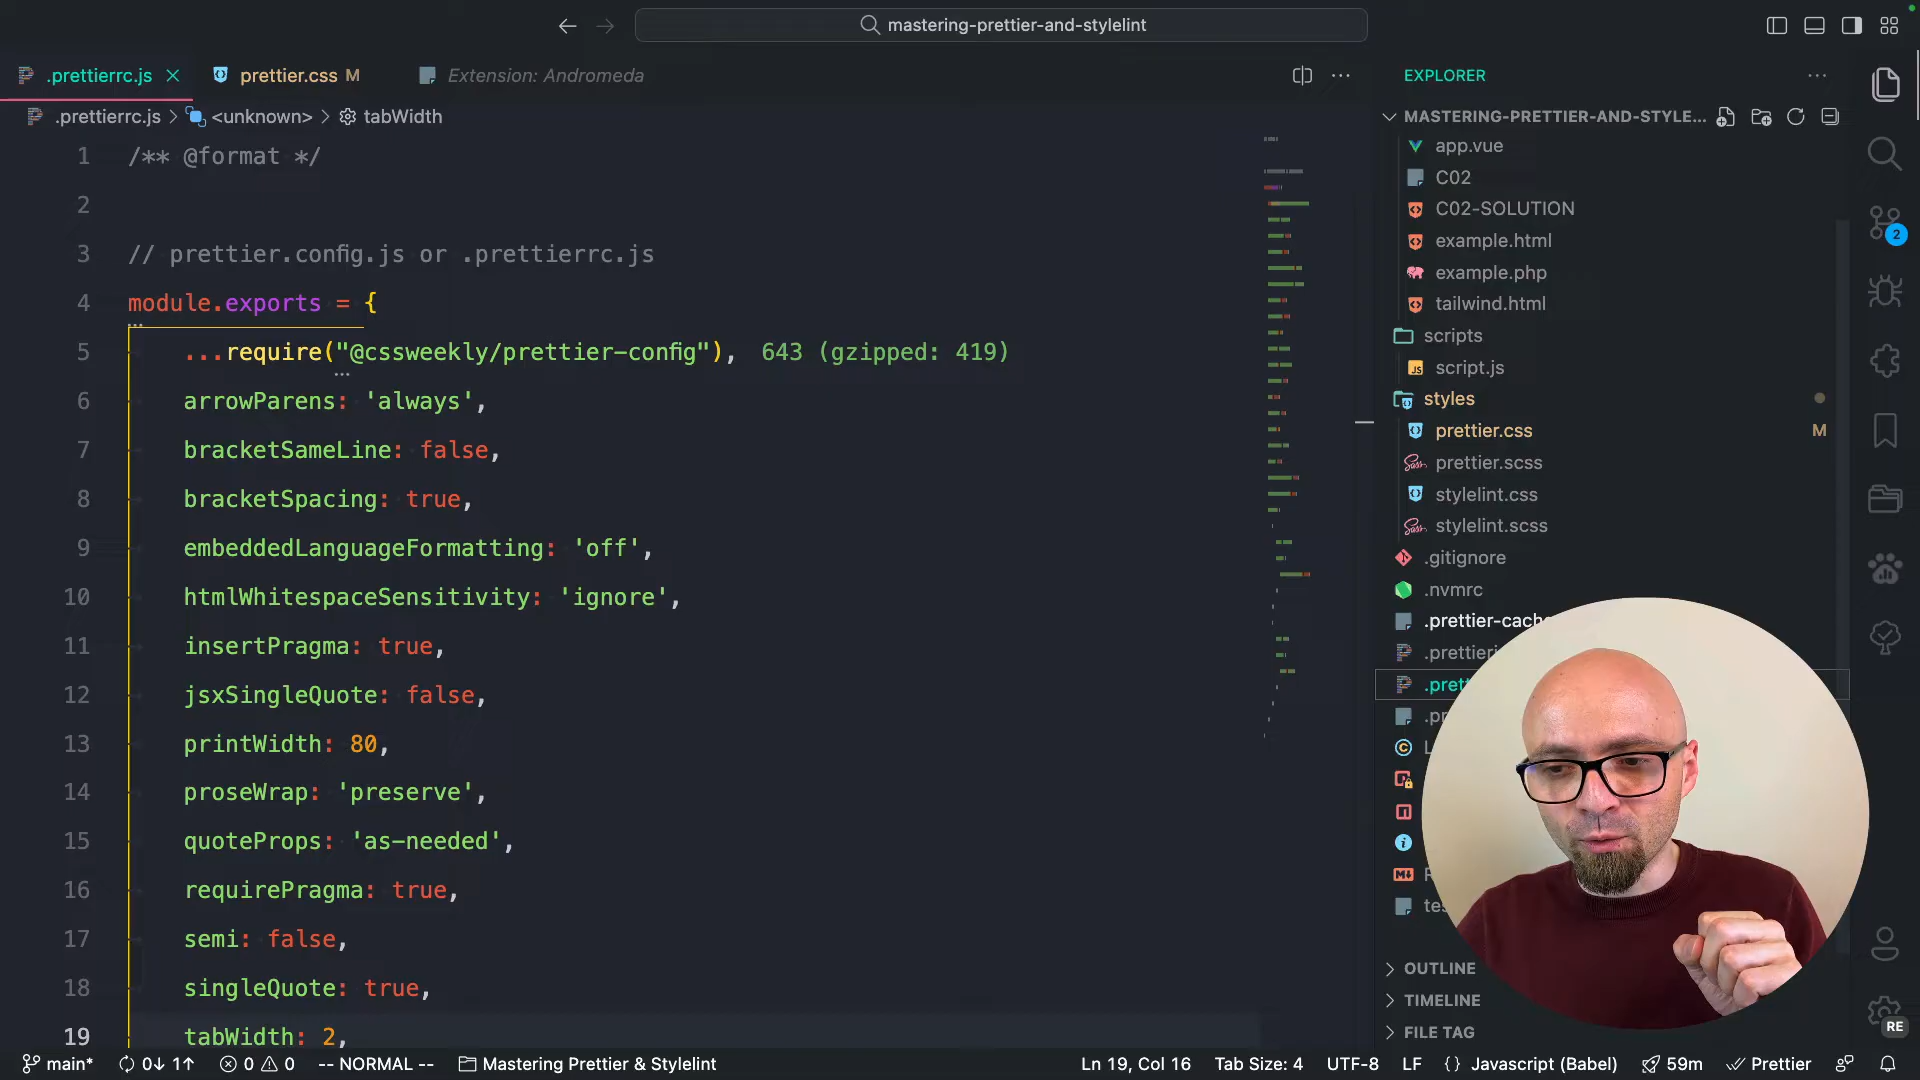 mastering-prettier-and-stylelint
.prettierrc.js
prettier.css M
Extension: Andromeda
EXPLORER
.prettierrc.js > <unknown> > tabWidth
MASTERING-PRETTIER-AND-STYLE...
1 /** @format */
2
3 // prettier.config.js or .prettierrc.js
4 module.exports = {
5 ...require("@cssweekly/prettier-config"), 643 (gzipped: 419)
6 arrowParens: 'always',
7 bracketSameLine: false,
8 bracketSpacing: true,
9 embeddedLanguageFormatting: 'off',
10 htmlWhitespaceSensitivity: 'ignore',
11 insertPragma: true,
12 jsxSingleQuote: false,
13 printWidth: 80,
14 proseWrap: 'preserve',
15 quoteProps: 'as-needed',
16 requirePragma: true,
17 semi: false,
18 singleQuote: true,
19 tabWidth: 2,
app.vue
C02
C02-SOLUTION
example.html
example.php
tailwind.html
scripts
JS script.js
styles
prettier.css M
prettier.scss
stylelint.css
stylelint.scss
.gitignore
.nvmrc
OUTLINE
TIMELINE
FILE TAG
2
RE
main* 0↓ 1↑ 0 0 -- NORMAL -- Mastering Prettier & Stylelint
Ln 19, Col 16 Tab Size: 4 UTF-8 LF {} Javascript (Babel) 59m Prettier